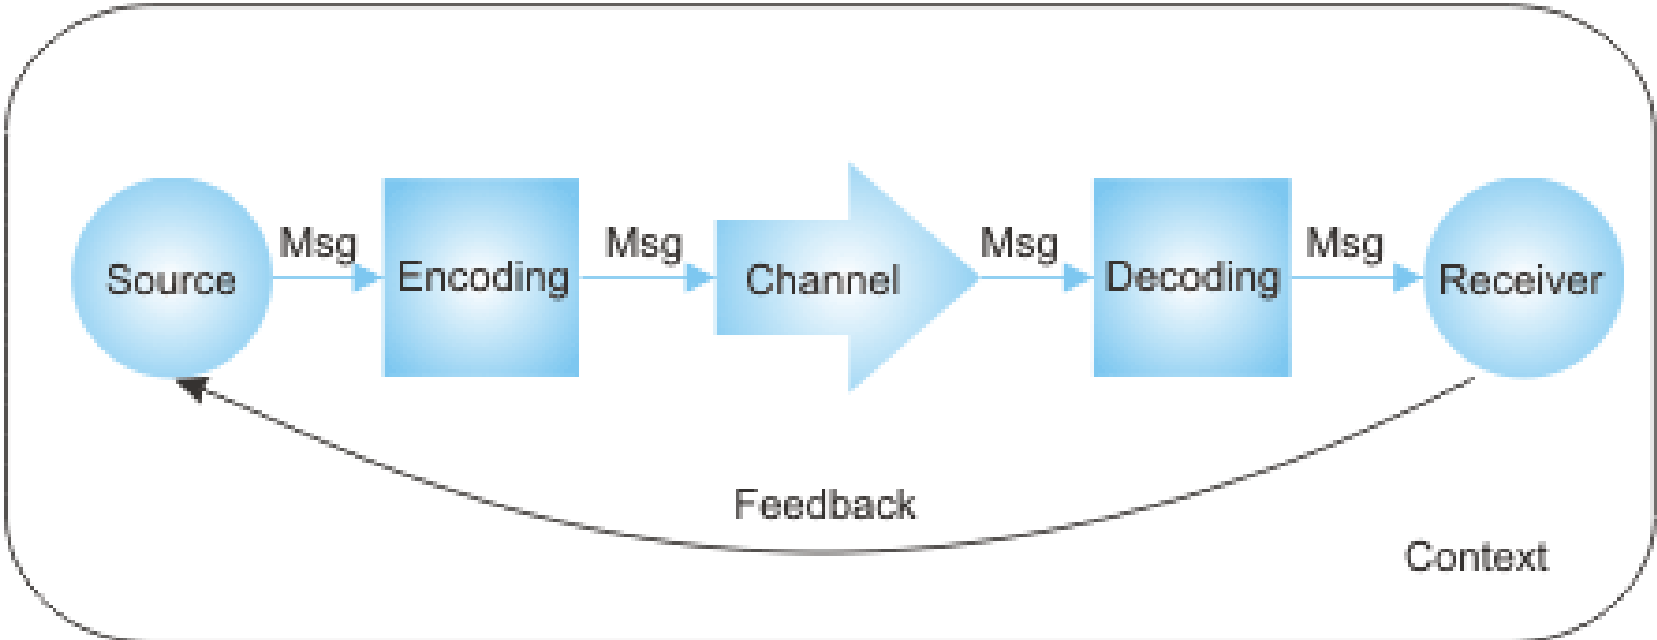 Msg Msg Msg Msg
Source Encoding Channel Decoding Receiver
Feedback
Context